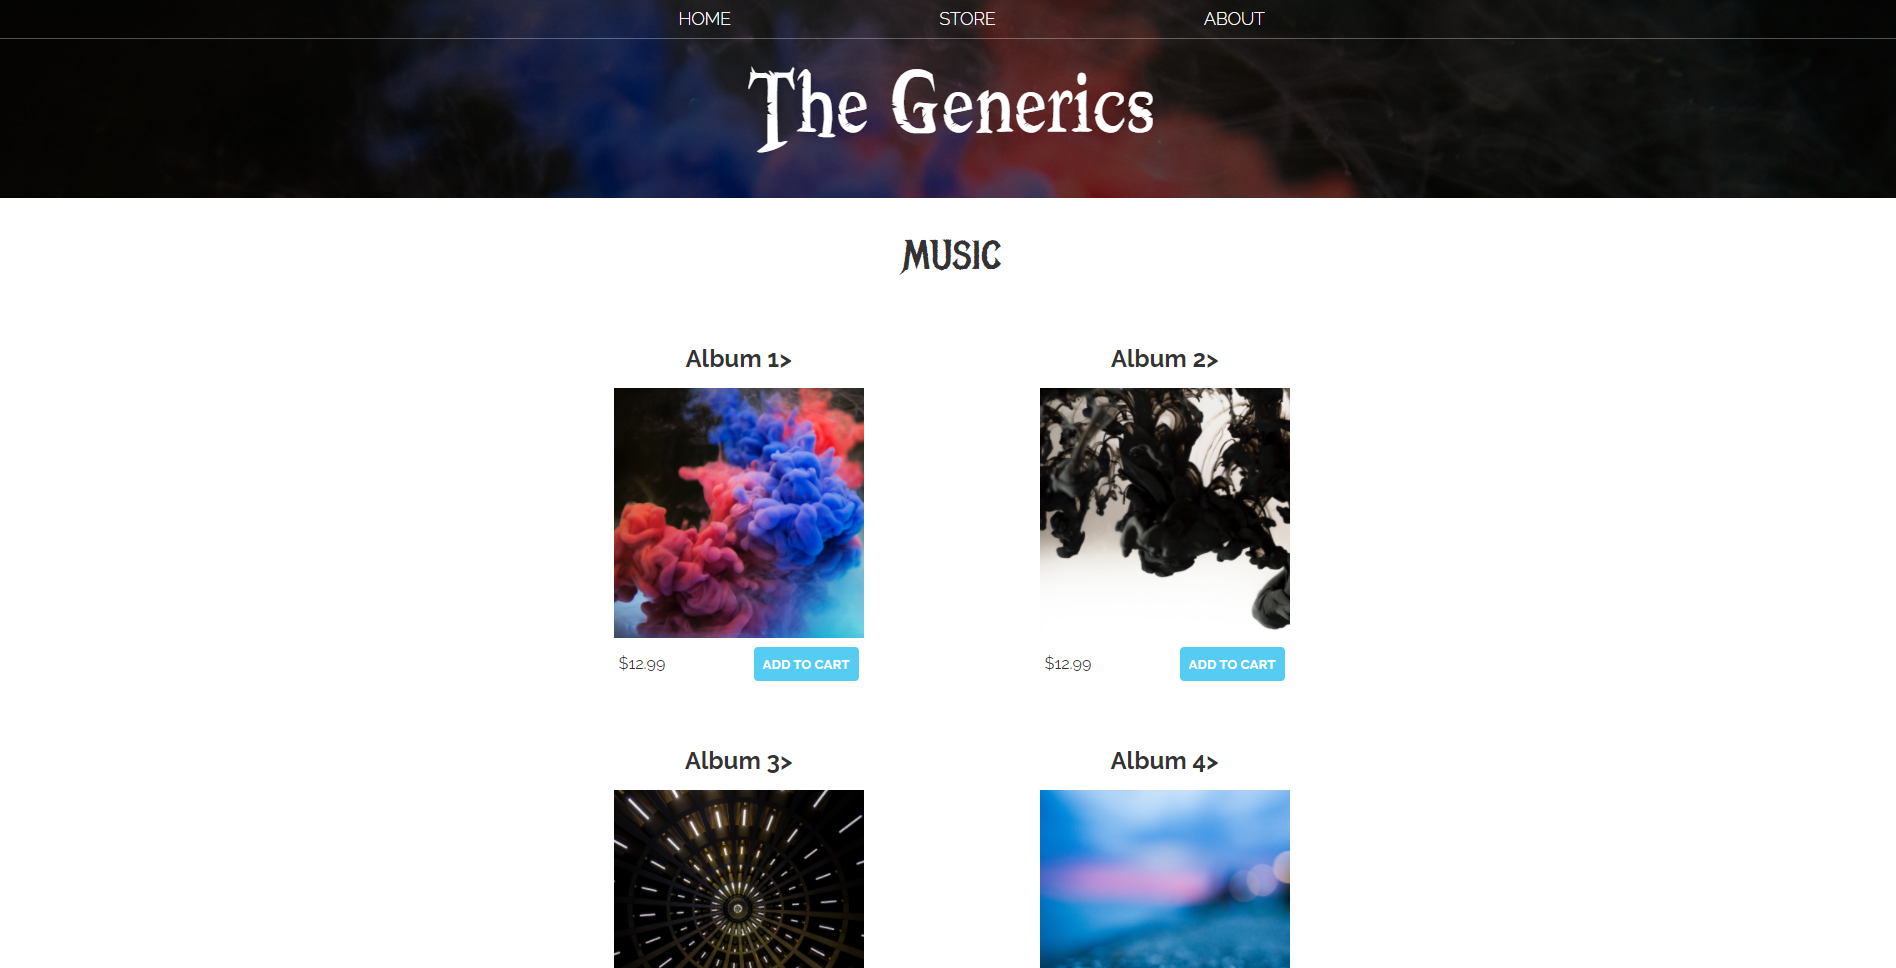 HOME STORE ABOUT
The Generics
MUSIC
Album 1> Album 2>
$12.99 ADD TO CART $12.99 ADD TO CART
Album 3> Album 4>